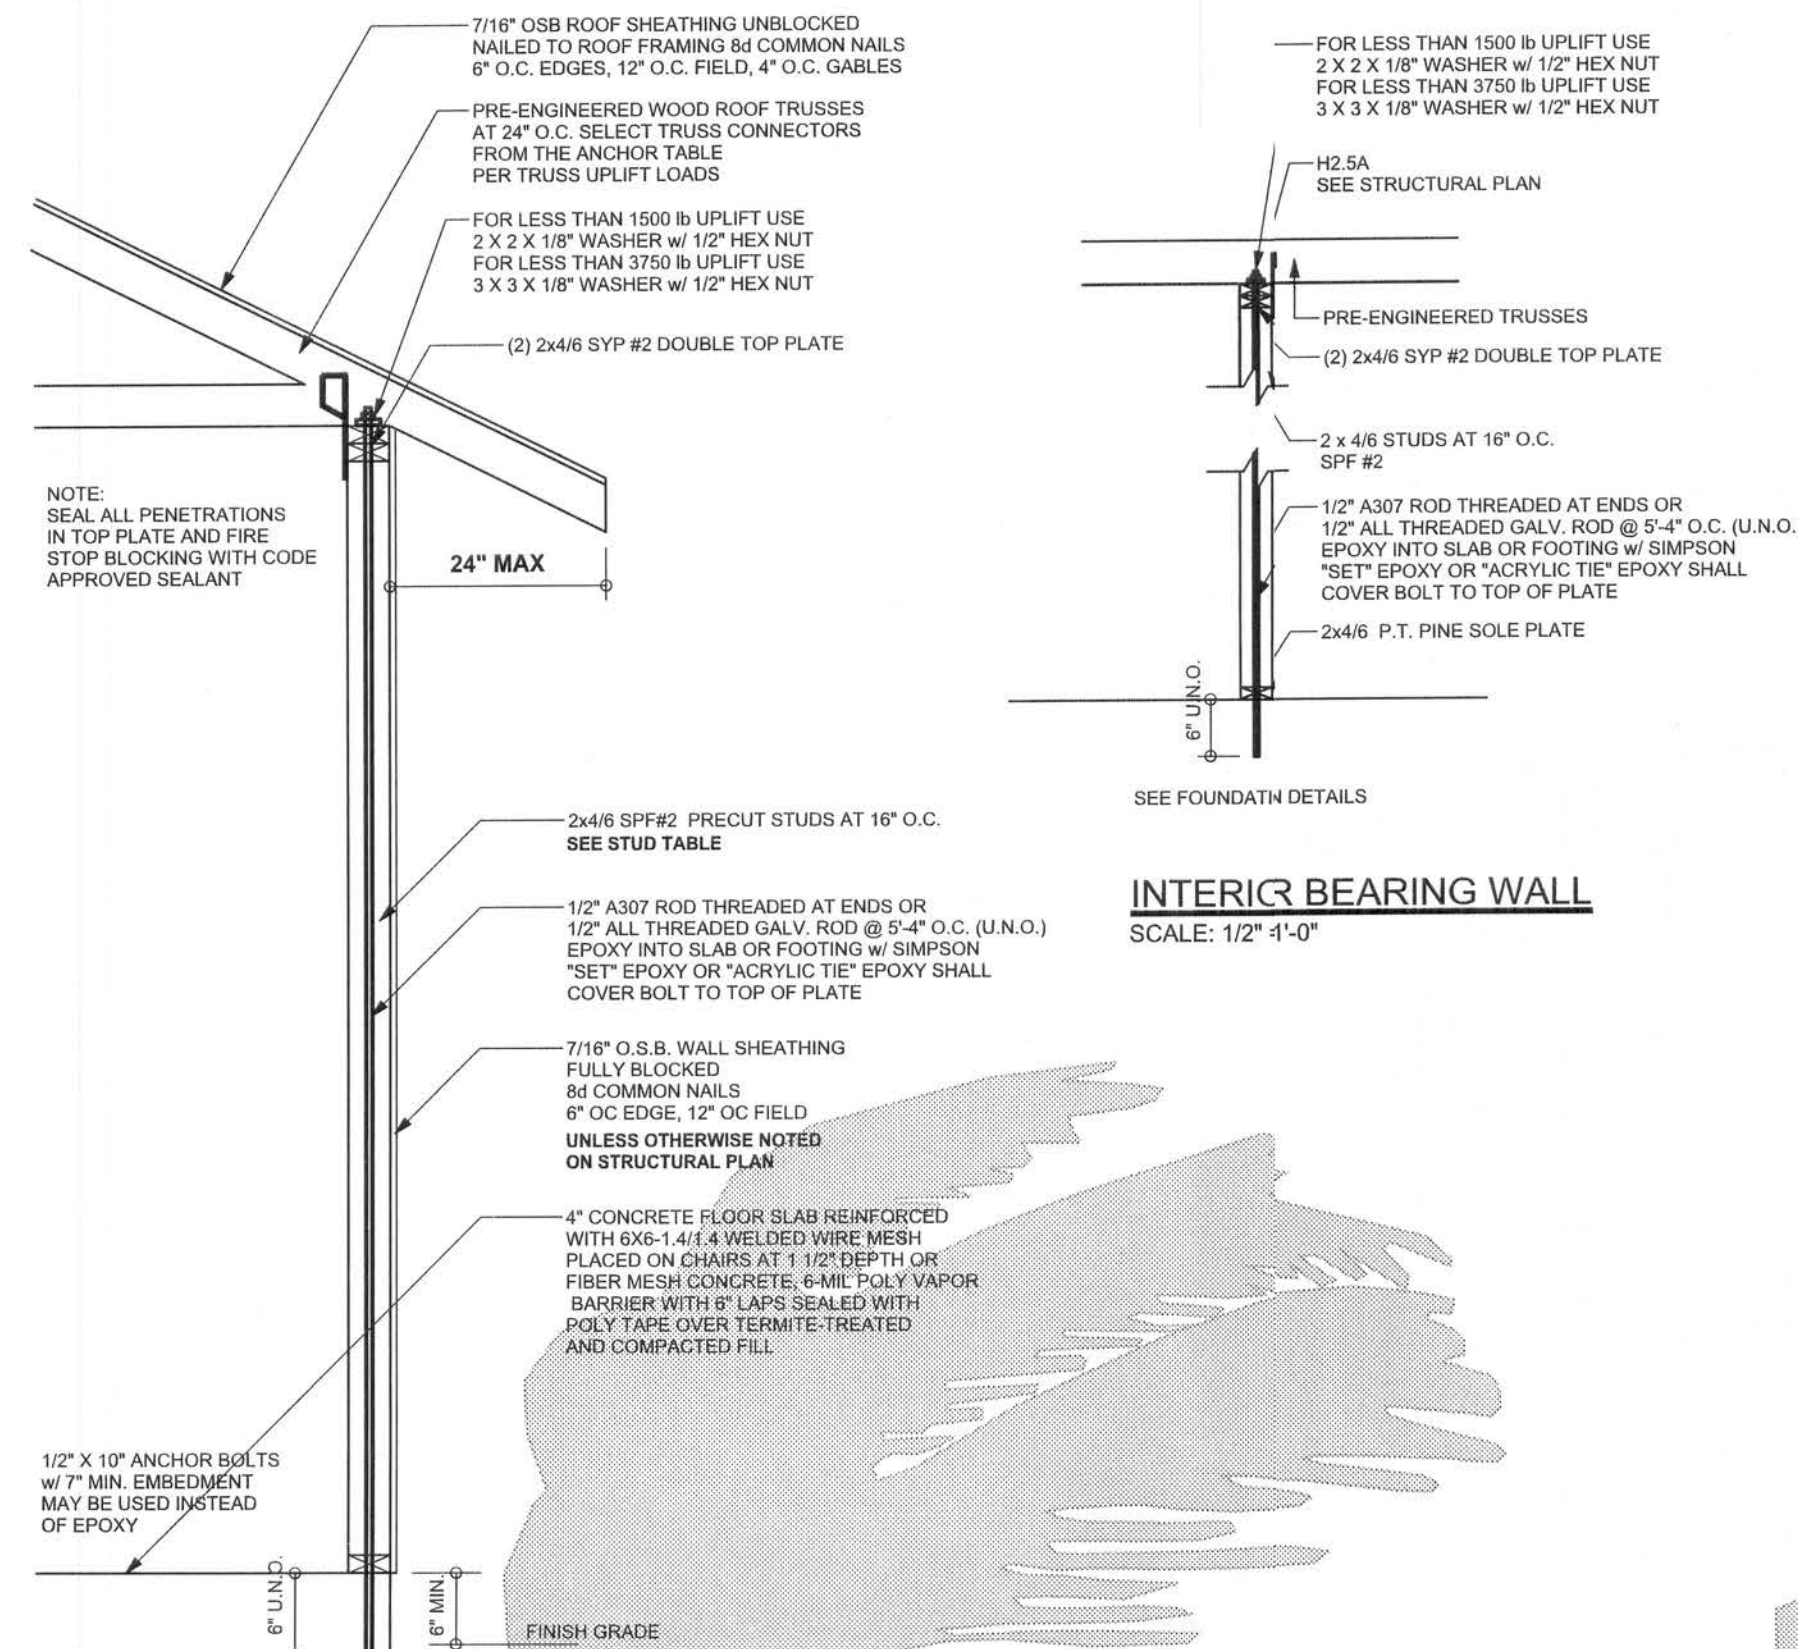 7/16" OSB ROOF SHEATHING UNBLOCKED
NAILED TO ROOF FRAMING 8d COMMON NAILS
6" O.C. EDGES, 12" O.C. FIELD, 4" O.C. GABLES
PRE-ENGINEERED WOOD ROOF TRUSSES
AT 24" O.C. SELECT TRUSS CONNECTORS
FROM THE ANCHOR TABLE
PER TRUSS UPLIFT LOADS
FOR LESS THAN 1500 lb UPLIFT USE
2 X 2 X 1/8" WASHER w/ 1/2" HEX NUT
FOR LESS THAN 3750 lb UPLIFT USE
3 X 3 X 1/8" WASHER w/ 1/2" HEX NUT
(2) 2x4/6 SYP #2 DOUBLE TOP PLATE
NOTE:
SEAL ALL PENETRATIONS
IN TOP PLATE AND FIRE
STOP BLOCKING WITH CODE
APPROVED SEALANT
24" MAX
2x4/6 SPF#2 PRECUT STUDS AT 16" O.C.
SEE STUD TABLE
1/2" A307 ROD THREADED AT ENDS OR
1/2" ALL THREADED GALV. ROD @ 5'-4" O.C. (U.N.O.)
EPOXY INTO SLAB OR FOOTING w/ SIMPSON
"SET" EPOXY OR "ACRYLIC TIE" EPOXY SHALL
COVER BOLT TO TOP OF PLATE
7/16" O.S.B. WALL SHEATHING
FULLY BLOCKED
8d COMMON NAILS
6" OC EDGE, 12" OC FIELD
UNLESS OTHERWISE NOTED
ON STRUCTURAL PLAN
4" CONCRETE FLOOR SLAB REINFORCED
WITH 6X6-1.4/1.4 WELDED WIRE MESH
PLACED ON CHAIRS AT 1 1/2" DEPTH OR
FIBER MESH CONCRETE, 6-MIL POLY VAPOR
BARRIER WITH 6" LAPS SEALED WITH
POLY TAPE OVER TERMITE-TREATED
AND COMPACTED FILL
1/2" X 10" ANCHOR BOLTS
w/ 7" MIN. EMBEDMENT
MAY BE USED INSTEAD
OF EPOXY
6" U.N.O.
6" MIN.
FINISH GRADE
FOR LESS THAN 1500 lb UPLIFT USE
2 X 2 X 1/8" WASHER w/ 1/2" HEX NUT
FOR LESS THAN 3750 lb UPLIFT USE
3 X 3 X 1/8" WASHER w/ 1/2" HEX NUT
H2.5A
SEE STRUCTURAL PLAN
PRE-ENGINEERED TRUSSES
(2) 2x4/6 SYP #2 DOUBLE TOP PLATE
2 x 4/6 STUDS AT 16" O.C.
SPF #2
1/2" A307 ROD THREADED AT ENDS OR
1/2" ALL THREADED GALV. ROD @ 5'-4" O.C. (U.N.O.
EPOXY INTO SLAB OR FOOTING w/ SIMPSON
"SET" EPOXY OR "ACRYLIC TIE" EPOXY SHALL
COVER BOLT TO TOP OF PLATE
2x4/6 P.T. PINE SOLE PLATE
6" U.N.O.
SEE FOUNDATIN DETAILS
INTERIOR BEARING WALL
SCALE: 1/2" =1'-0"